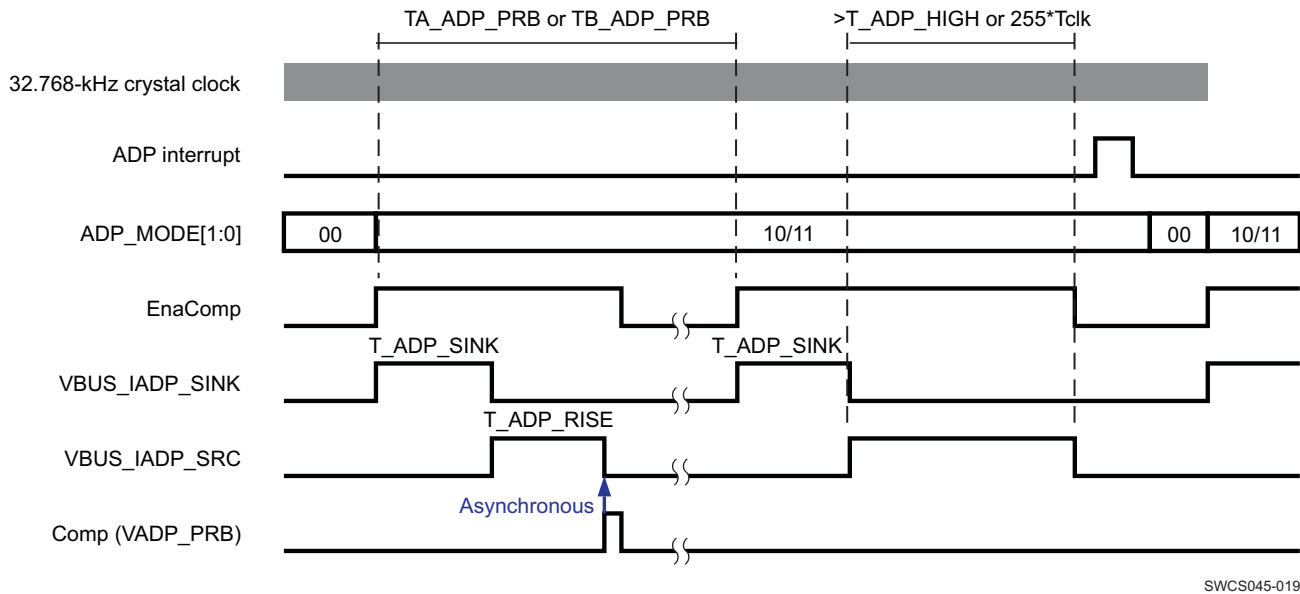 TA_ADP_PRB or TB_ADP_PRB
>T_ADP_HIGH or 255*Tclk
32.768-kHz crystal clock
ADP interrupt
ADP_MODE[1:0]
00
10/11
00
10/11
EnaComp
T_ADP_SINK
T_ADP_SINK
VBUS_IADP_SINK
T_ADP_RISE
VBUS_IADP_SRC
Asynchronous
Comp (VADP_PRB)
SWCS045-019